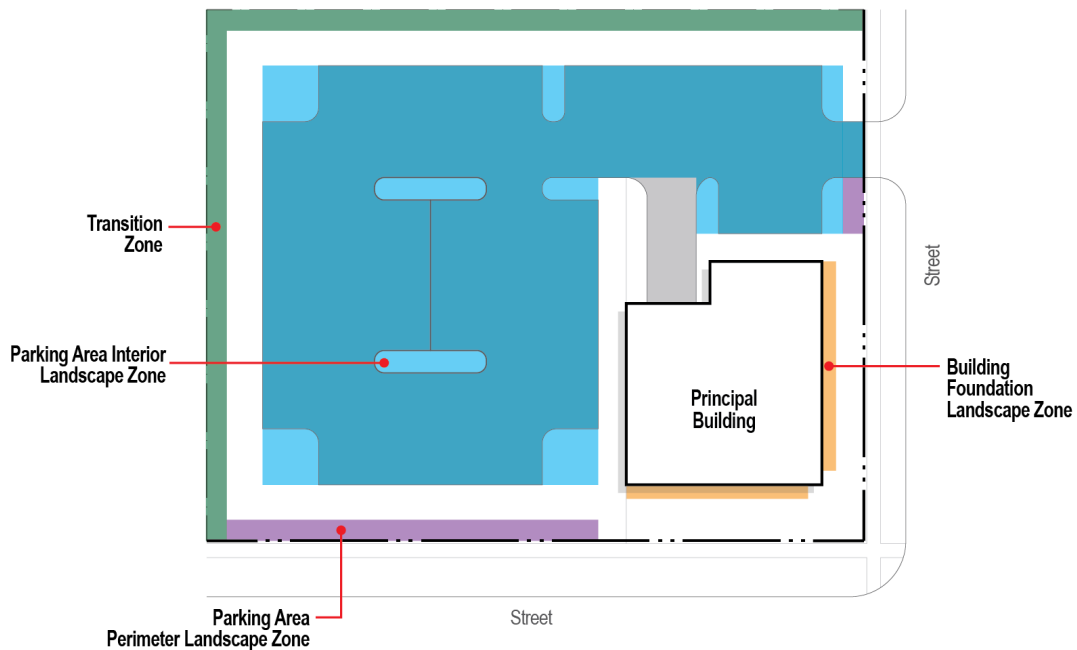 Transition
Zone
Street
Parking Area Interior
Landscape Zone
Building
Foundation
Landscape Zone
Principal
Building
Parking Area
Perimeter Landscape Zone
Street